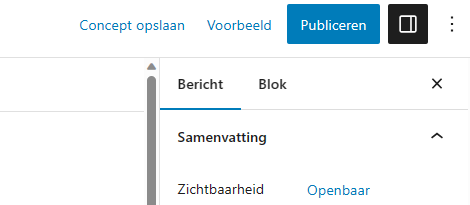 Concept opslaan Voorbeeld Publiceren
Bericht Blok
Samenvatting
Zichtbaarheid Openbaar